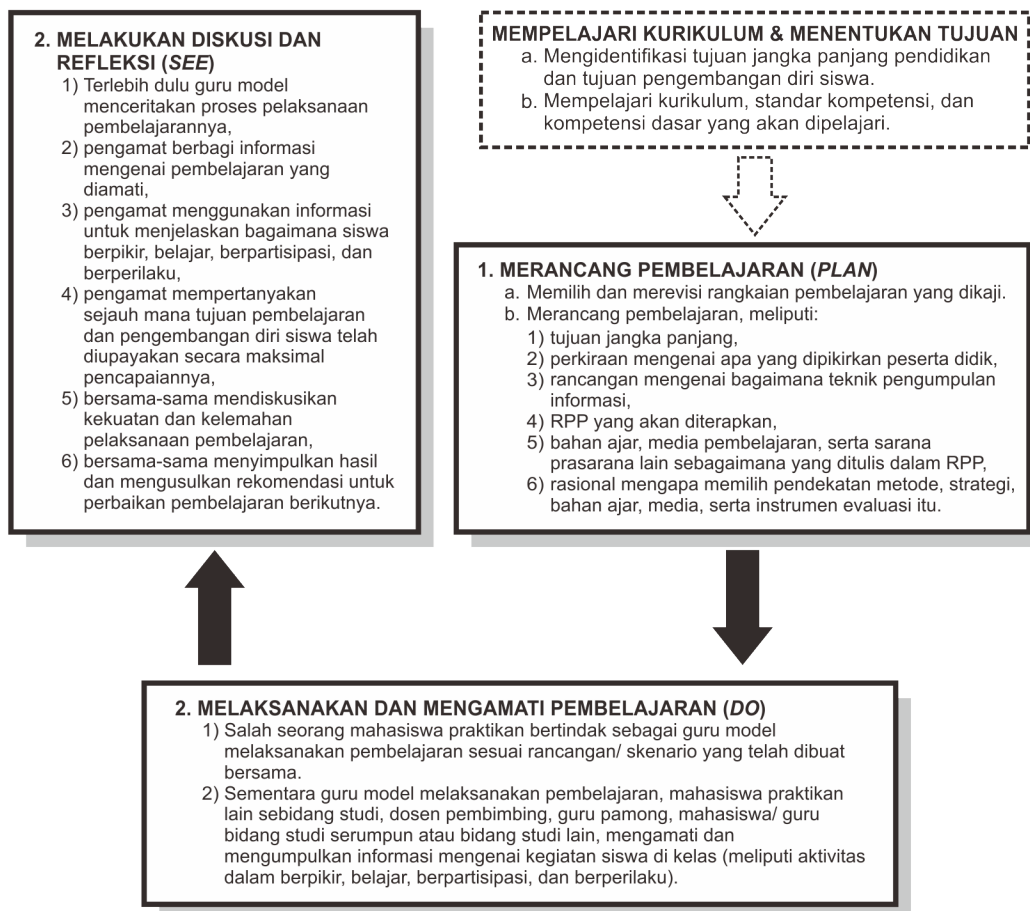 MEMPELAJARI KURIKULUM & MENENTUKAN TUJUAN
a. Mengidentifikasi tujuan jangka panjang pendidikan
dan tujuan pengembangan diri siswa.
b. Mempelajari kurikulum, standar kompetensi, dan
kompetensi dasar yang akan dipelajari.
1. MERANCANG PEMBELAJARAN (PLAN)
a. Memilih dan merevisi rangkaian pembelajaran yang dikaji.
b. Merancang pembelajaran, meliputi:
1) tujuan jangka panjang,
2) perkiraan mengenai apa yang dipikirkan peserta didik,
3) rancangan mengenai bagaimana teknik pengumpulan
informasi,
4) RPP yang akan diterapkan,
5) bahan ajar, media pembelajaran, serta sarana
prasarana lain sebagaimana yang ditulis dalam RPP,
6) rasional mengapa memilih pendekatan metode, strategi,
bahan ajar, media, serta instrumen evaluasi itu.
2. MELAKSANAKAN DAN MENGAMATI PEMBELAJARAN (DO)
1) Salah seorang mahasiswa praktikan bertindak sebagai guru model
melaksanakan pembelajaran sesuai rancangan/ skenario yang telah dibuat
bersama.
2) Sementara guru model melaksanakan pembelajaran, mahasiswa praktikan
lain sebidang studi, dosen pembimbing, guru pamong, mahasiswa/ guru
bidang studi serumpun atau bidang studi lain, mengamati dan
mengumpulkan informasi mengenai kegiatan siswa di kelas (meliputi aktivitas
dalam berpikir, belajar, berpartisipasi, dan berperilaku).
2. MELAKUKAN DISKUSI DAN
REFLEKSI (SEE)
1) Terlebih dulu guru model
menceritakan proses pelaksanaan
pembelajarannya,
2) pengamat berbagi informasi
mengenai pembelajaran yang
diamati,
3) pengamat menggunakan informasi
untuk menjelaskan bagaimana siswa
berpikir, belajar, berpartisipasi, dan
berperilaku,
4) pengamat mempertanyakan
sejauh mana tujuan pembelajaran
dan pengembangan diri siswa telah
diupayakan secara maksimal
pencapaiannya,
5) bersama-sama mendiskusikan
kekuatan dan kelemahan
pelaksanaan pembelajaran,
6) bersama-sama menyimpulkan hasil
dan mengusulkan rekomendasi untuk
perbaikan pembelajaran berikutnya.